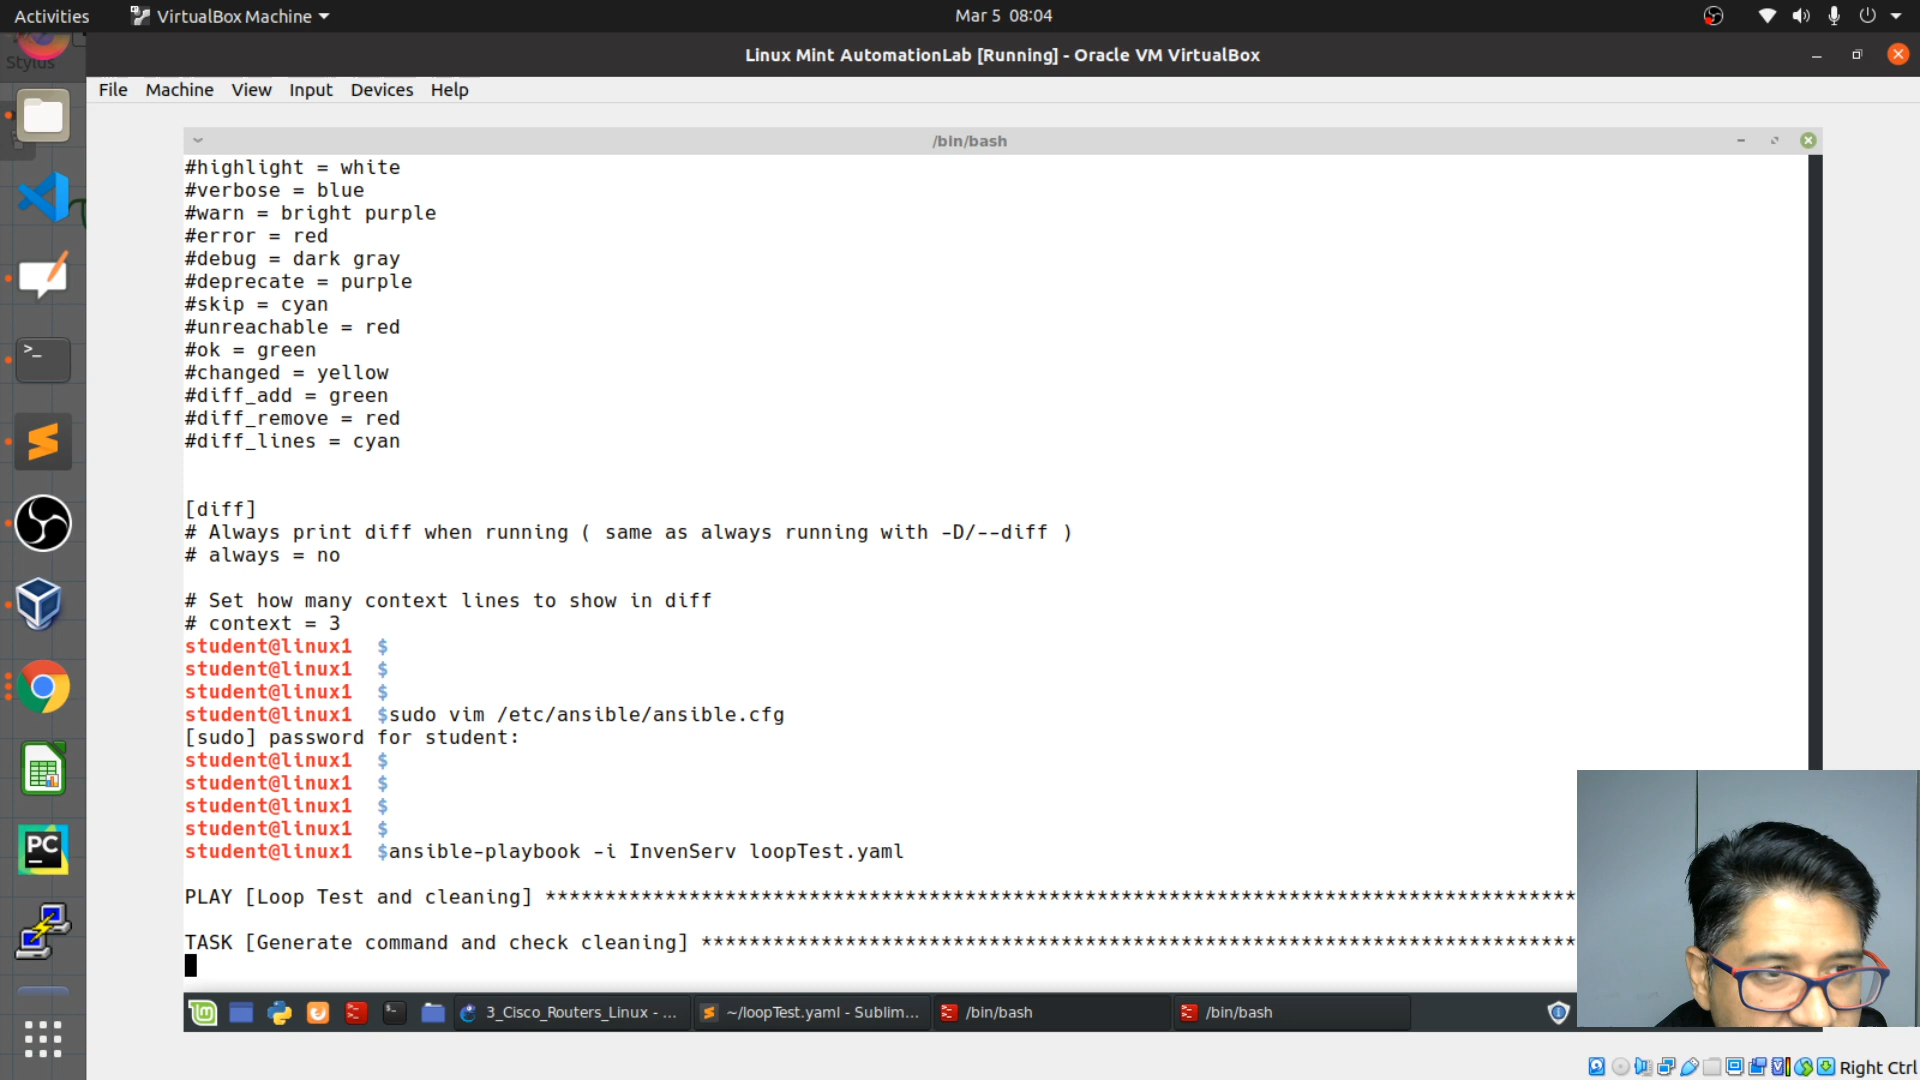 Activities
VirtualBox Machine
Mar 5 08:04
Stylus
Linux Mint AutomationLab [Running] - Oracle VM VirtualBox
File Machine View Input Devices Help
/bin/bash
#highlight = white
#verbose = blue
#warn = bright purple
#error = red
#debug = dark gray
#deprecate = purple
#skip = cyan
#unreachable = red
#ok = green
#changed = yellow
#diff_add = green
#diff_remove = red
#diff_lines = cyan
[diff]
# Always print diff when running ( same as always running with -D/--diff )
# always = no
# Set how many context lines to show in diff
# context = 3
student@linux1 $
student@linux1 $
student@linux1 $
student@linux1 $sudo vim /etc/ansible/ansible.cfg
[sudo] password for student:
student@linux1 $
student@linux1 $
student@linux1 $
student@linux1 $
student@linux1 $ansible-playbook -i InvenServ loopTest.yaml
PLAY [Loop Test and cleaning] **************************************************************************************
TASK [Generate command and check cleaning] *************************************************************************
3_Cisco_Routers_Linux - ...
~/loopTest.yaml - Sublim...
/bin/bash
/bin/bash
PC
Right Ctrl